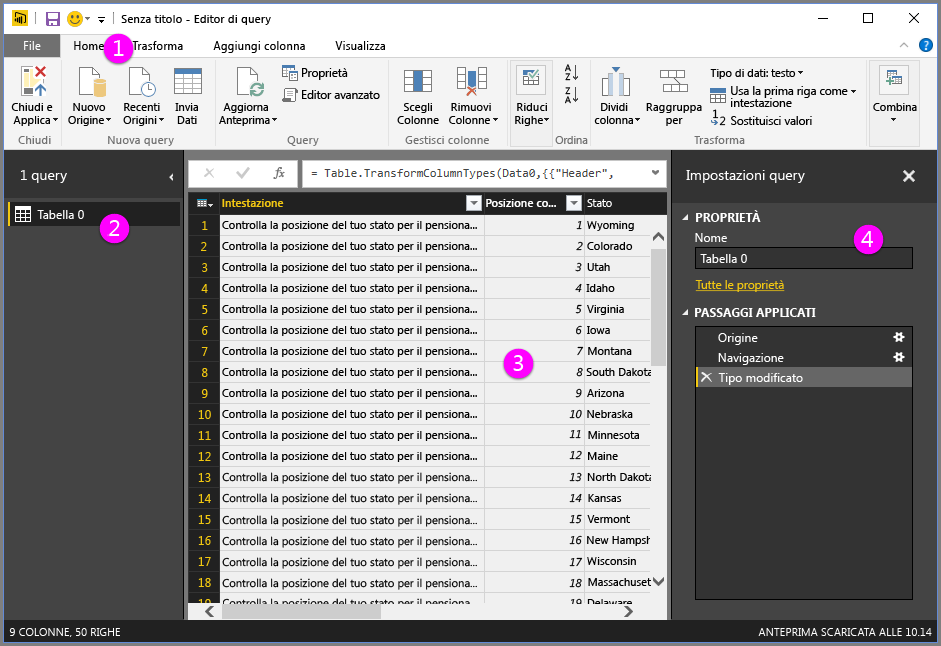 Senza titolo - Editor di query
File Home 1 Trasforma Aggiungi colonna Visualizza
Chiudi e Applica
Chiudi
Nuovo Origine
Recenti Origini
Invia Dati
Nuova query
Aggiorna Anteprima
Proprietà
Editor avanzato
Query
Scegli Colonne
Rimuovi Colonne
Gestisci colonne
Riduci Righe
Ordina
Dividi colonna
Raggruppa per
Tipo di dati: testo
Usa la prima riga come intestazione
Sostituisci valori
Trasforma
Combina
1 query
Tabella 0
2
fx = Table.TransformColumnTypes(Data0,{{"Header",
Intestazione Posizione co... Stato
1 Controlla la posizione del tuo stato per il pensiona... 1 Wyoming
2 Controlla la posizione del tuo stato per il pensiona... 2 Colorado
3 Controlla la posizione del tuo stato per il pensiona... 3 Utah
4 Controlla la posizione del tuo stato per il pensiona... 4 Idaho
5 Controlla la posizione del tuo stato per il pensiona... 5 Virginia
6 Controlla la posizione del tuo stato per il pensiona... 6 Iowa
7 Controlla la posizione del tuo stato per il pensiona... 7 Montana
8 Controlla la posizione del tuo stato per il pensiona... 3 8 South Dakota
9 Controlla la posizione del tuo stato per il pensiona... 9 Arizona
10 Controlla la posizione del tuo stato per il pensiona... 10 Nebraska
11 Controlla la posizione del tuo stato per il pensiona... 11 Minnesota
12 Controlla la posizione del tuo stato per il pensiona... 12 Maine
13 Controlla la posizione del tuo stato per il pensiona... 13 North Dakota
14 Controlla la posizione del tuo stato per il pensiona... 14 Kansas
15 Controlla la posizione del tuo stato per il pensiona... 15 Vermont
16 Controlla la posizione del tuo stato per il pensiona... 16 New Hampsh
17 Controlla la posizione del tuo stato per il pensiona... 17 Wisconsin
18 Controlla la posizione del tuo stato per il pensiona... 18 Massachuset
19 Controlla la posizione del tuo stato per il pensiona... 19 Delaware
Impostazioni query
PROPRIETÀ
Nome
4
Tabella 0
Tutte le proprietà
PASSAGGI APPLICATI
Origine
Navigazione
Tipo modificato
9 COLONNE, 50 RIGHE
ANTEPRIMA SCARICATA ALLE 10.14